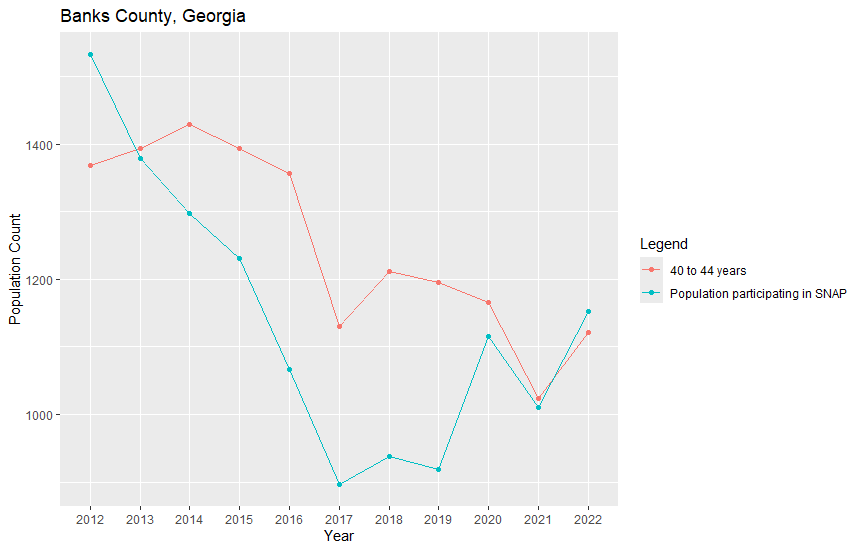 Banks County, Georgia
Population Count
1400
1200
1000
2012 2013 2014 2015 2016 2017 2018 2019 2020 2021 2022
Year
Legend
40 to 44 years
Population participating in SNAP